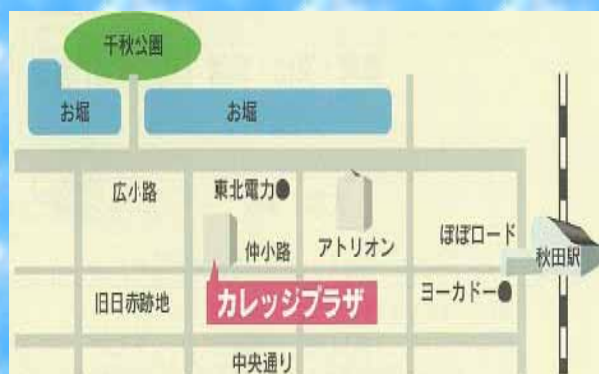 千秋公園
お堀
お堀
広小路
東北電力●
仲小路
アトリオン
ぽぽロード
秋田駅
旧日赤跡地
カレッジプラザ
ヨーカドー●
中央通り